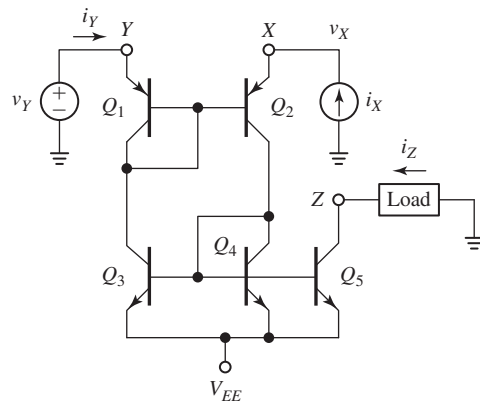 i_Y
Y
X
v_X
v_Y
+
−
Q_1
Q_2
i_X
i_Z
Z
Load
Q_3
Q_4
Q_5
V_EE